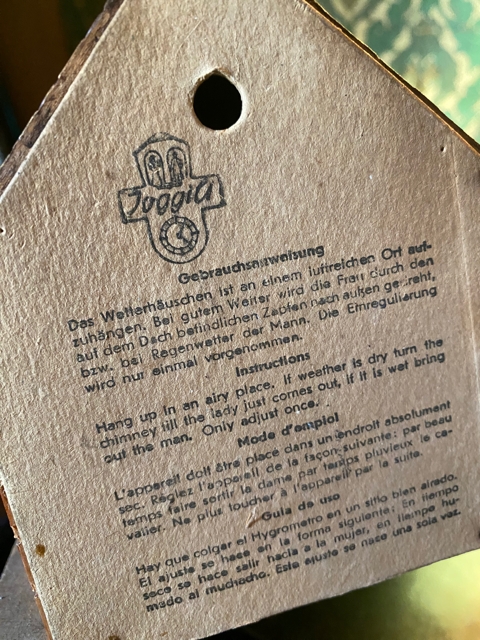 Joggia
Gebrauchsanweisung
Das Wetterhäuschen ist an einem luftreichen Ort auf-
zuhängen. Bei gutem Wetter wird die Frau durch den
auf dem Dach befindlichen Zapfen nach außen gedreht,
bzw. bei Regenwetter der Mann. Die Einregulierung
wird nur einmal vorgenommen.
Instructions
Hang up in an airy place. If weather is dry turn the
chimney till the lady just comes out, if it is wet bring
out the man. Only adjust once.
Mode d'emploi
L'appareil doit être placé dans un endroit absolument
sec. Réglez l'appareil de la façon suivante: par beau
temps faire sortir la dame par temps pluvieux le ca-
valier. Ne plus toucher à l'appareil par la suite.
Guia de uso
Hay que colgar el Hygrometro en un sitio bien aireado.
El ajuste se hace en la forma siguiente: En tiempo
seco se hace salir hacia a la mujer, en tiempo hu-
medo al muchacho. Este ajuste se hace una sola vez.